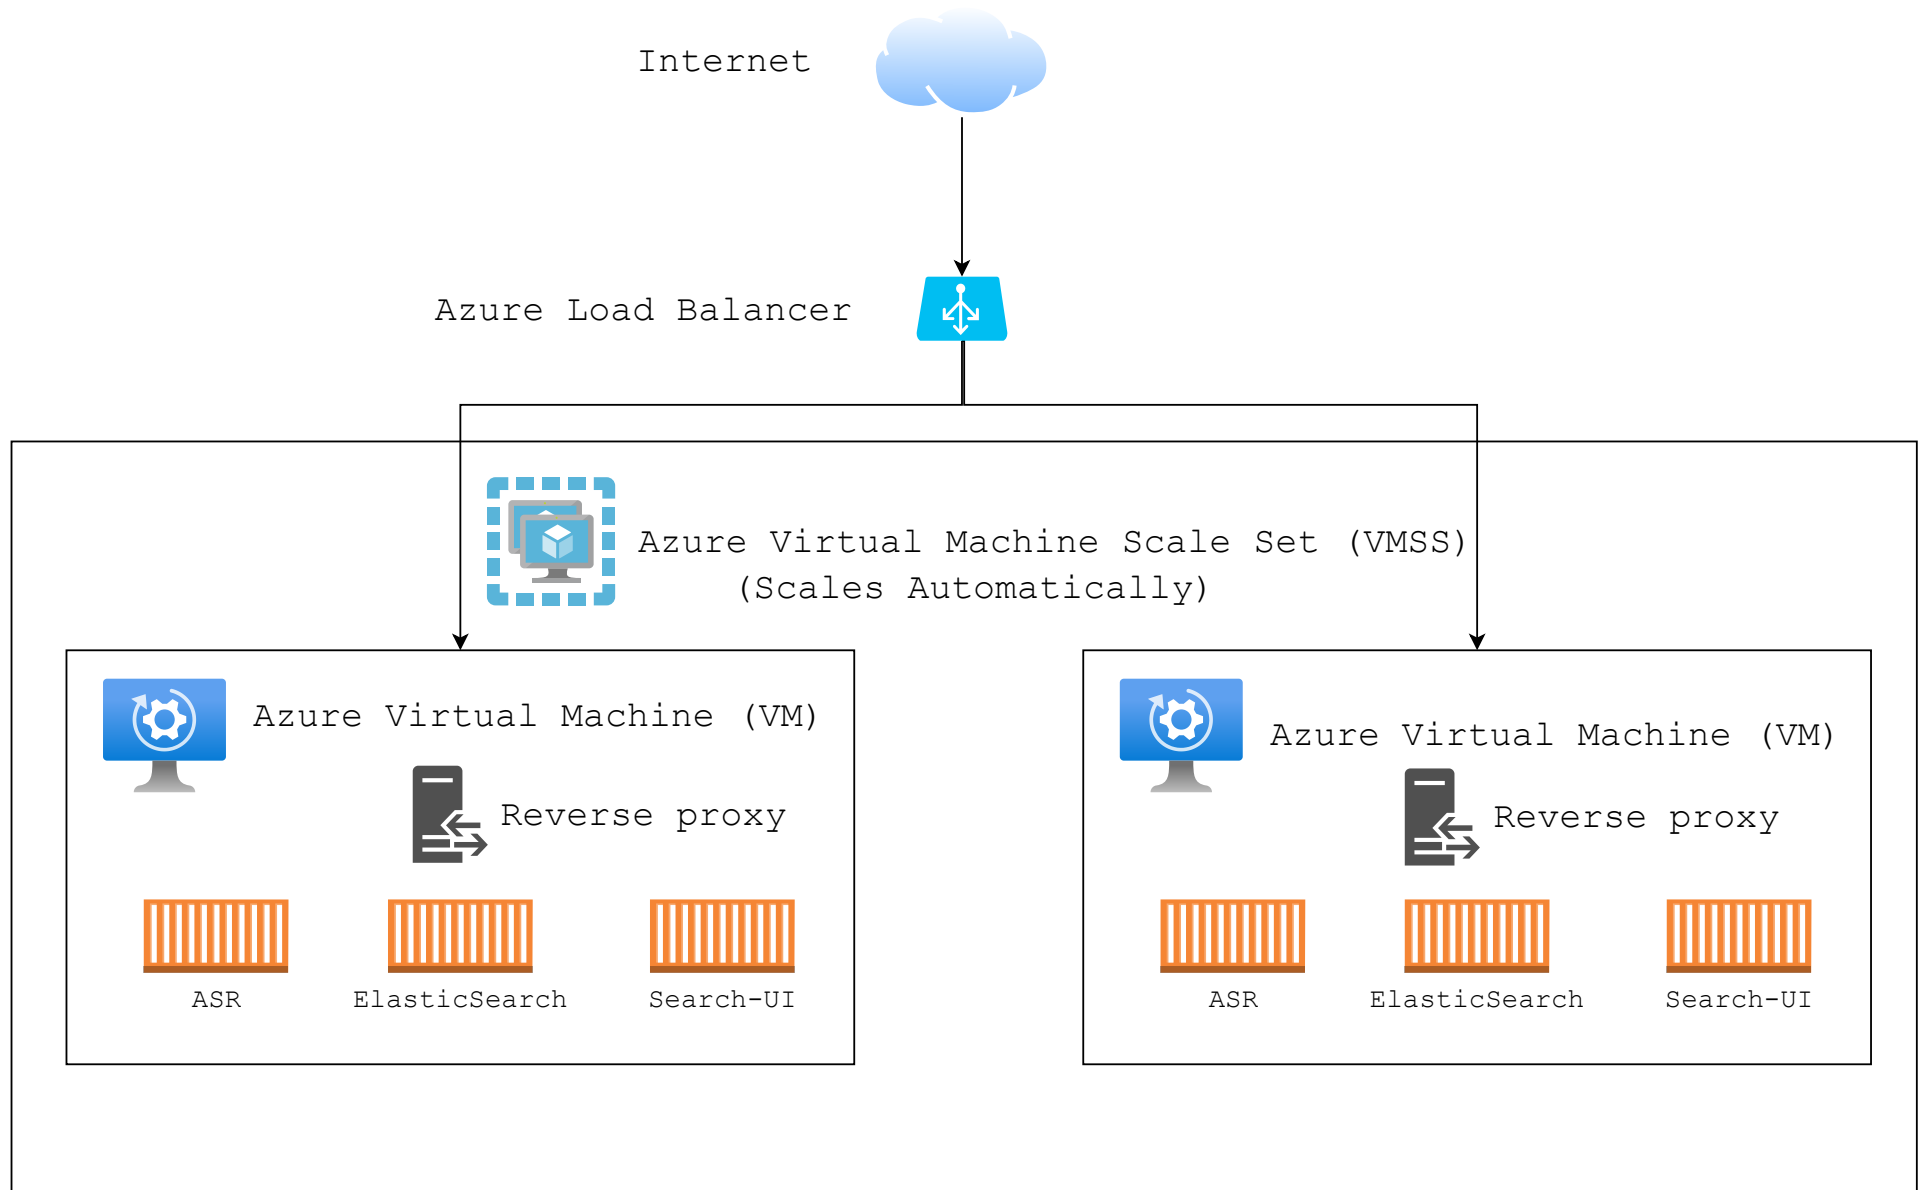 Internet
Azure Load Balancer
Azure Virtual Machine Scale Set (VMSS)
(Scales Automatically)
Azure Virtual Machine (VM)
Reverse proxy
ASR
ElasticSearch
Search-UI
Azure Virtual Machine (VM)
Reverse proxy
ASR
ElasticSearch
Search-UI